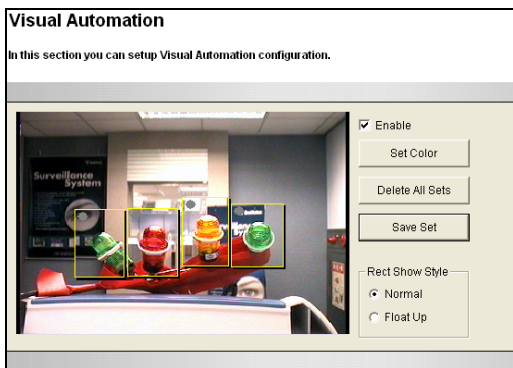 Visual Automation
In this section you can setup Visual Automation configuration.
Surveillance
System
Enable
Set Color
Delete All Sets
Save Set
Rect Show Style
Normal
Float Up